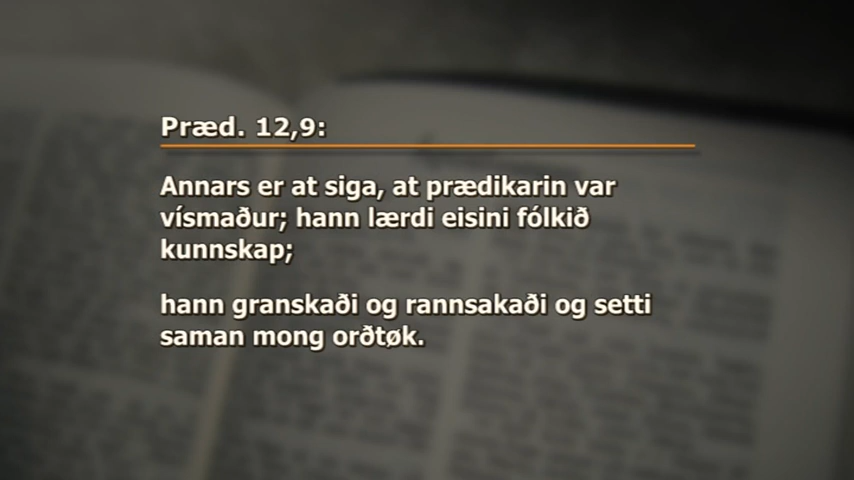 Præd. 12,9:
Annars er at siga, at prædikarin var
vísmaður; hann lærdi eisini fólkið
kunnskap;
hann granskaði og rannsakaði og setti
saman mong orðtøk.